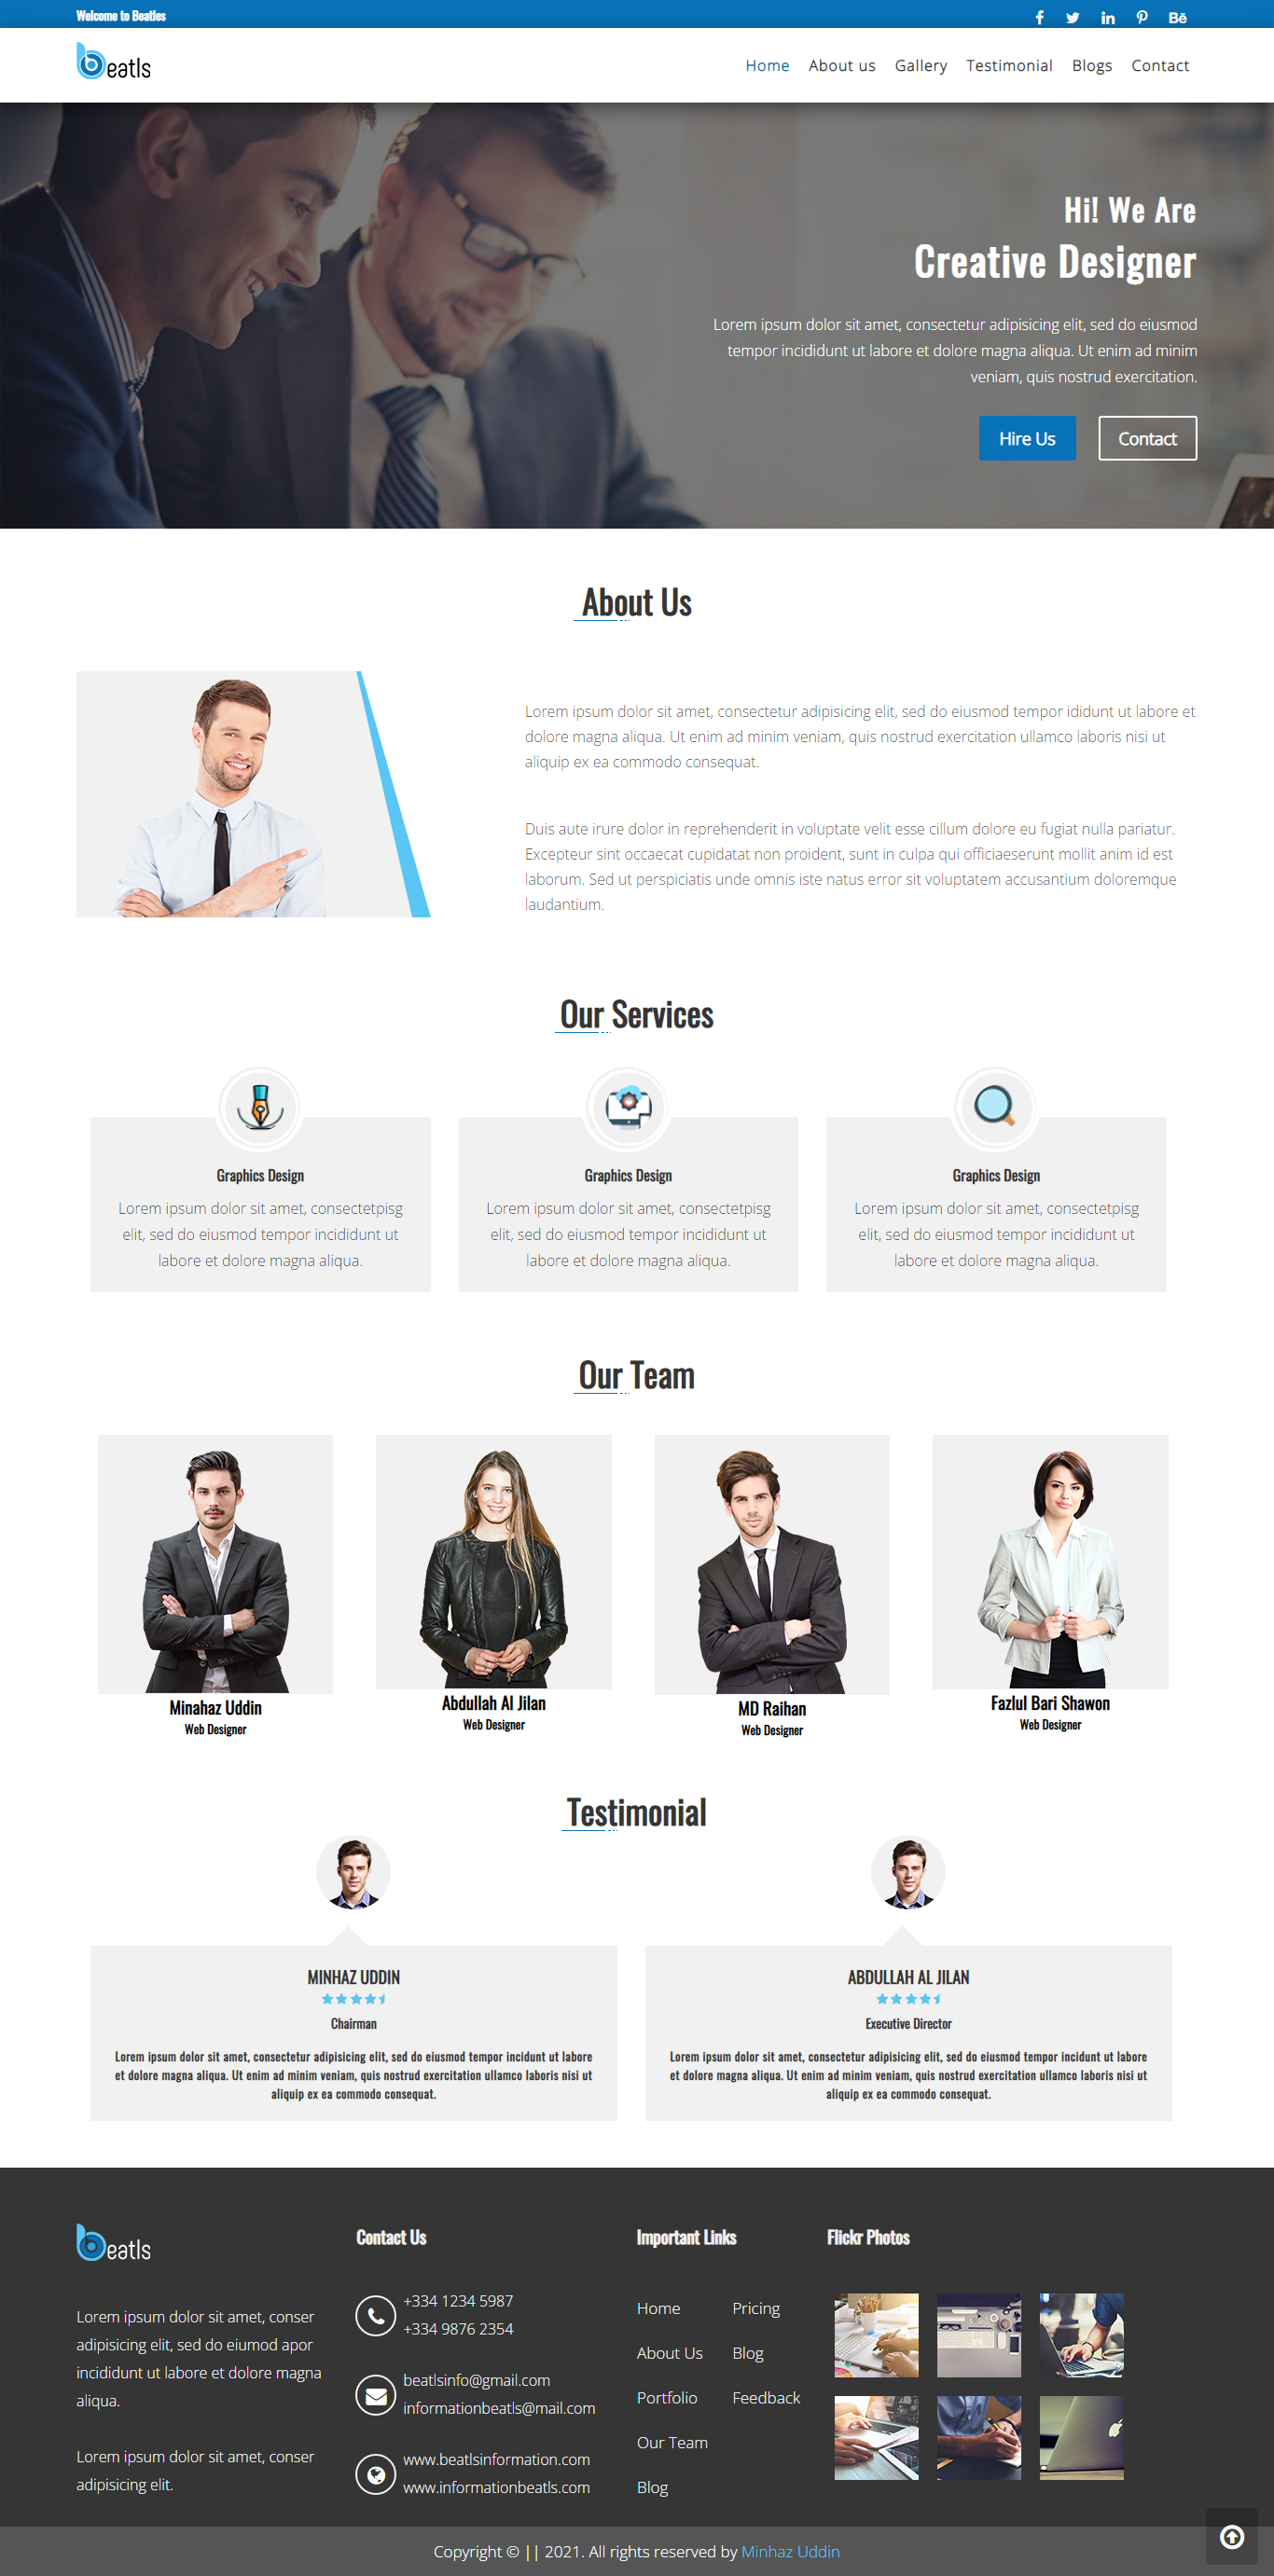 Welcome to Beatles
Bē
beatls
Home About us Gallery Testimonial Blogs Contact
Hi! We Are
Creative Designer
Lorem ipsum dolor sit amet, consectetur adipisicing elit, sed do eiusmod
tempor incididunt ut labore et dolore magna aliqua. Ut enim ad minim
veniam, quis nostrud exercitation.
Hire Us Contact
About Us
Lorem ipsum dolor sit amet, consectetur adipisicing elit, sed do eiusmod tempor ididunt ut labore et
dolore magna aliqua. Ut enim ad minim veniam, quis nostrud exercitation ullamco laboris nisi ut
aliquip ex ea commodo consequat.
Duis aute irure dolor in reprehenderit in voluptate velit esse cillum dolore eu fugiat nulla pariatur.
Excepteur sint occaecat cupidatat non proident, sunt in culpa qui officiaeserunt mollit anim id est
laborum. Sed ut perspiciatis unde omnis iste natus error sit voluptatem accusantium doloremque
laudantium.
Our Services
Graphics Design
Lorem ipsum dolor sit amet, consectetpisg
elit, sed do eiusmod tempor incididunt ut
labore et dolore magna aliqua.
Graphics Design
Lorem ipsum dolor sit amet, consectetpisg
elit, sed do eiusmod tempor incididunt ut
labore et dolore magna aliqua.
Graphics Design
Lorem ipsum dolor sit amet, consectetpisg
elit, sed do eiusmod tempor incididunt ut
labore et dolore magna aliqua.
Our Team
Minahaz Uddin
Web Designer
Abdullah Al Jilan
Web Designer
MD Raihan
Web Designer
Fazlul Bari Shawon
Web Designer
Testimonial
MINHAZ UDDIN
Chairman
Lorem ipsum dolor sit amet, consectetur adipisicing elit, sed do eiusmod tempor incidunt ut labore
et dolore magna aliqua. Ut enim ad minim veniam, quis nostrud exercitation ullamco laboris nisi ut
aliquip ex ea commodo consequat.
ABDULLAH AL JILAN
Executive Director
Lorem ipsum dolor sit amet, consectetur adipisicing elit, sed do eiusmod tempor incidunt ut labore
et dolore magna aliqua. Ut enim ad minim veniam, quis nostrud exercitation ullamco laboris nisi ut
aliquip ex ea commodo consequat.
beatls
Lorem ipsum dolor sit amet, conser
adipisicing elit, sed do eiumod apor
incididunt ut labore et dolore magna
aliqua.
Lorem ipsum dolor sit amet, conser
adipisicing elit.
Contact Us
+334 1234 5987
+334 9876 2354
beatlsinfo@gmail.com
informationbeatls@mail.com
www.beatlsinformation.com
www.informationbeatls.com
Important Links
Home
About Us
Portfolio
Our Team
Blog
Pricing
Blog
Feedback
Flickr Photos
Copyright © || 2021. All rights reserved by Minhaz Uddin